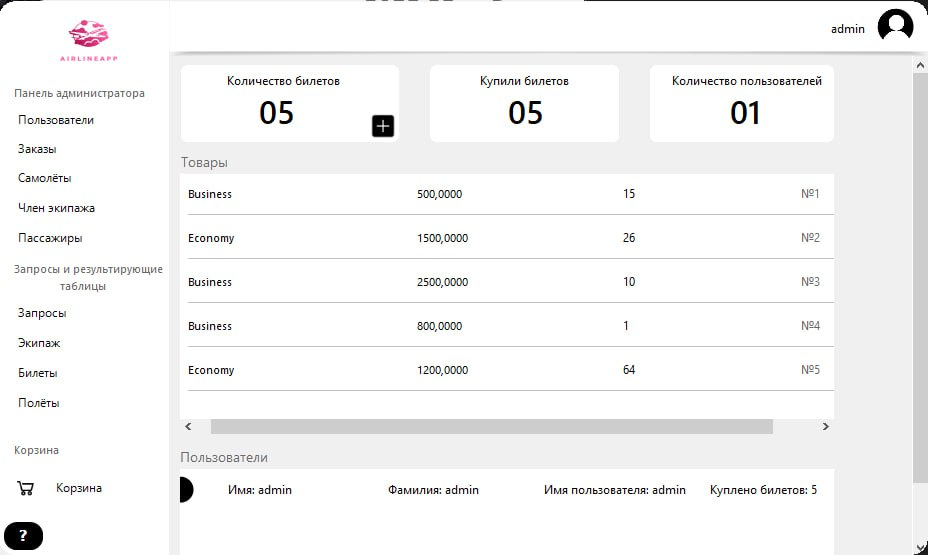 AIRLINEAPP
admin
Панель администратора
Пользователи
Заказы
Самолёты
Член экипажа
Пассажиры
Запросы и результирующие
таблицы
Запросы
Экипаж
Билеты
Полёты
Корзина
Корзина
?
Количество билетов
05
Купили билетов
05
Количество пользователей
01
Товары
Business 500,0000 15 №1
Economy 1500,0000 26 №2
Business 2500,0000 10 №3
Business 800,0000 1 №4
Economy 1200,0000 64 №5
Пользователи
Имя: admin Фамилия: admin Имя пользователя: admin Куплено билетов: 5